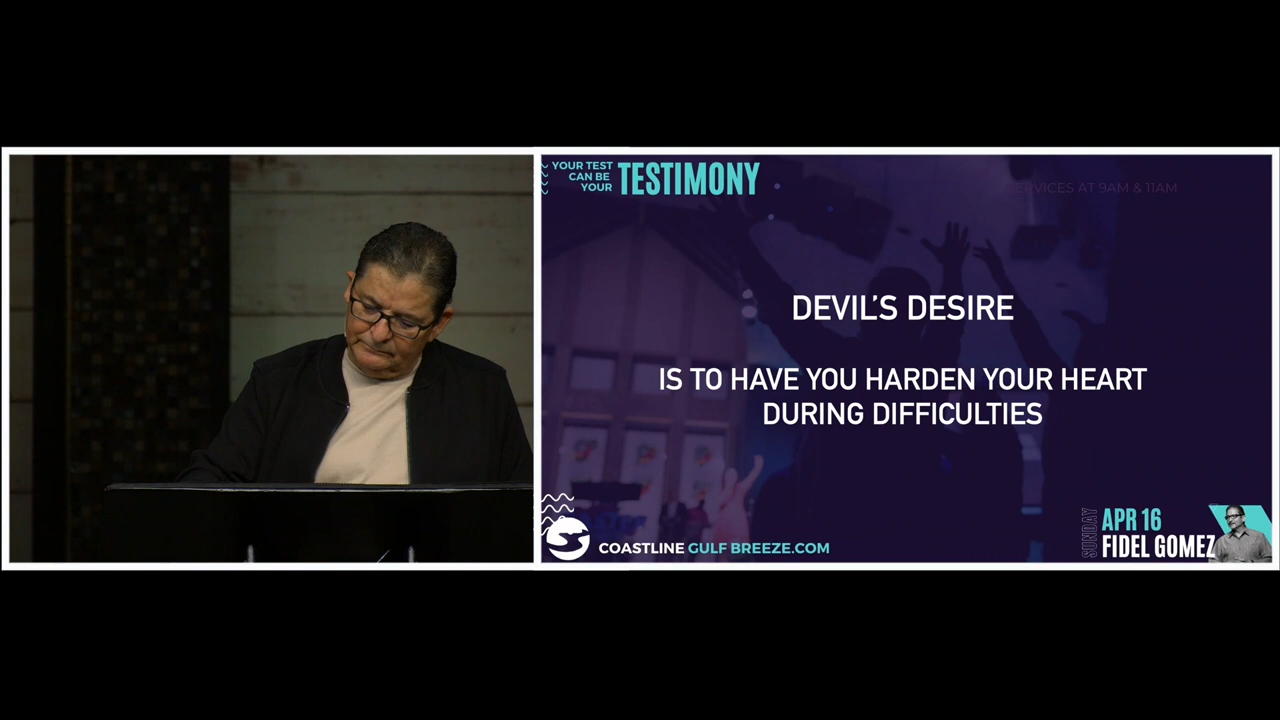 YOUR TEST
CAN BE
YOUR
TESTIMONY
SERVICES AT 9AM & 11AM
DEVIL’S DESIRE
IS TO HAVE YOU HARDEN YOUR HEART
DURING DIFFICULTIES
SUNDAY
APR 16
FIDEL GOMEZ
COASTLINE GULF BREEZE.COM